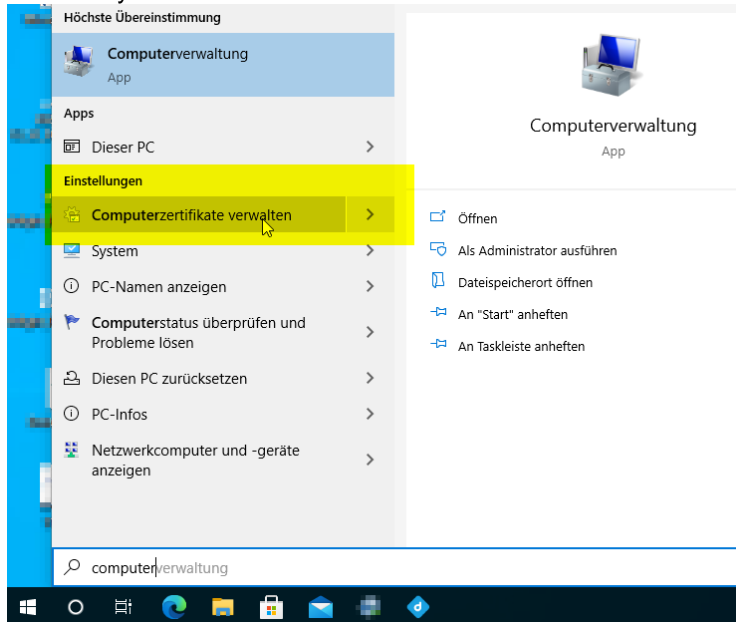 Höchste Übereinstimmung
Computerverwaltung
App
Apps
Dieser PC
Einstellungen
Computerzertifikate verwalten
System
PC-Namen anzeigen
Computerstatus überprüfen und
Probleme lösen
Diesen PC zurücksetzen
PC-Infos
Netzwerkcomputer und -geräte
anzeigen
Computerverwaltung
App
Öffnen
Als Administrator ausführen
Dateispeicherort öffnen
An "Start" anheften
An Taskleiste anheften
computerverwaltung